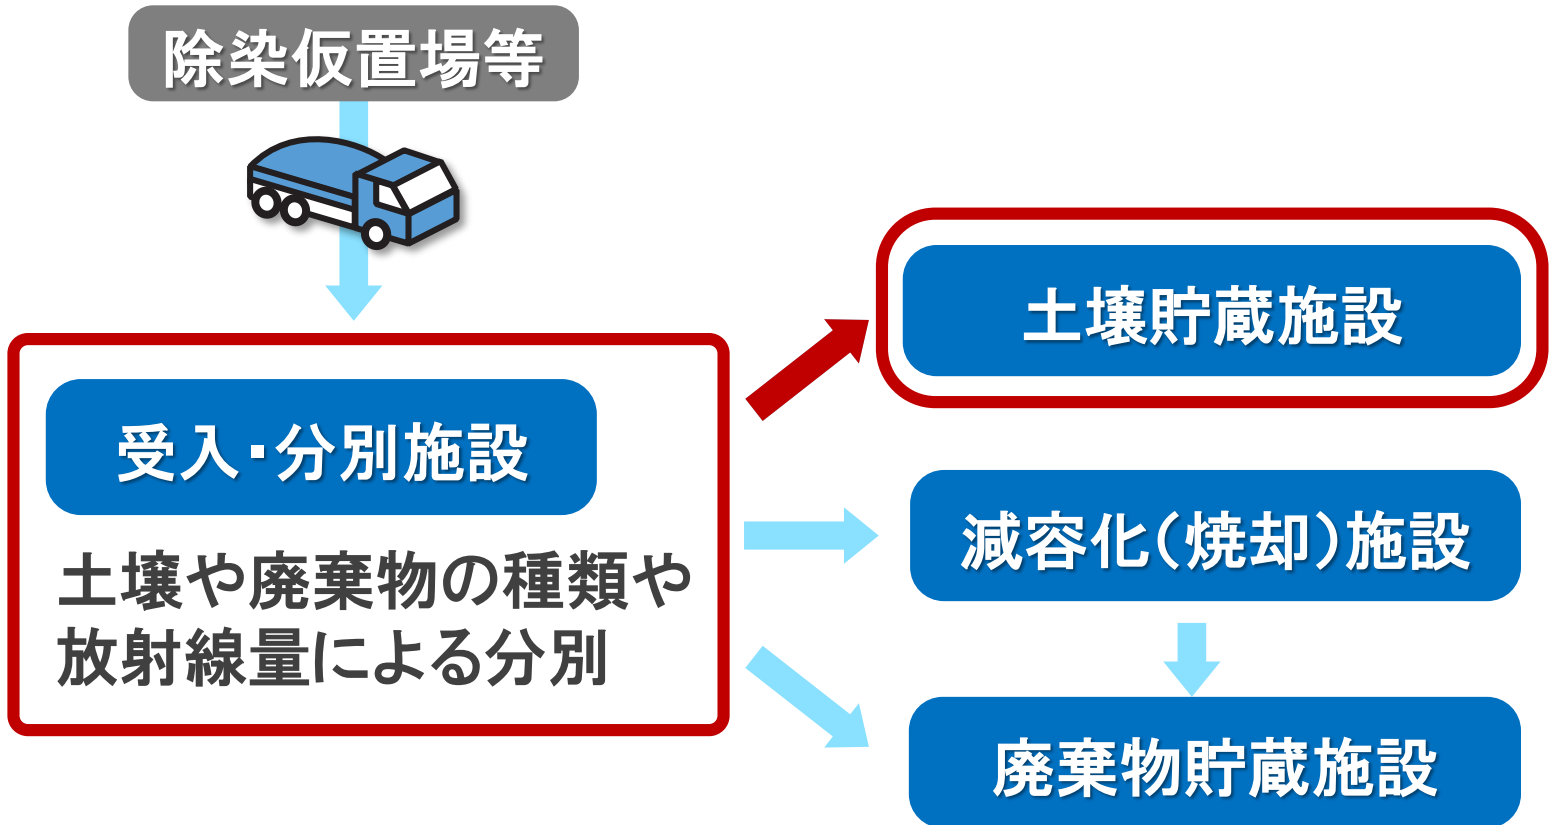 除染仮置場等
受入・分別施設
土壌や廃棄物の種類や
放射線量による分別
土壌貯蔵施設
減容化(焼却)施設
廃棄物貯蔵施設